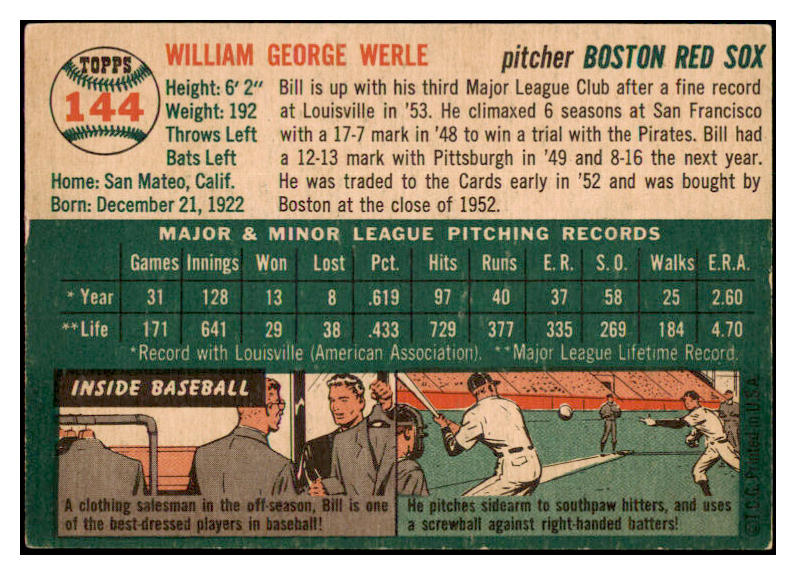 TOPPS
144
WILLIAM GEORGE WERLE
pitcher BOSTON RED SOX
Height: 6' 2"
Weight: 192
Throws Left
Bats Left
Home: San Mateo, Calif.
Born: December 21, 1922
Bill is up with his third Major League Club after a fine record
at Louisville in '53. He climaxed 6 seasons at San Francisco
with a 17-7 mark in '48 to win a trial with the Pirates. Bill had
a 12-13 mark with Pittsburgh in '49 and 8-16 the next year.
He was traded to the Cards early in '52 and was bought by
Boston at the close of 1952.
MAJOR & MINOR LEAGUE PITCHING RECORDS
Games Innings Won Lost Pct. Hits Runs E.R. S.O. Walks E.R.A.
*Year 31 128 13 8 .619 97 40 37 58 25 2.60
**Life 171 641 29 38 .433 729 377 335 269 184 4.70
*Record with Louisville (American Association). **Major League Lifetime Record.
INSIDE BASEBALL
A clothing salesman in the off-season, Bill is one
of the best-dressed players in baseball!
He pitches sidearm to southpaw hitters, and uses
a screwball against right-handed batters!
©T.C.G. Printed in U.S.A.